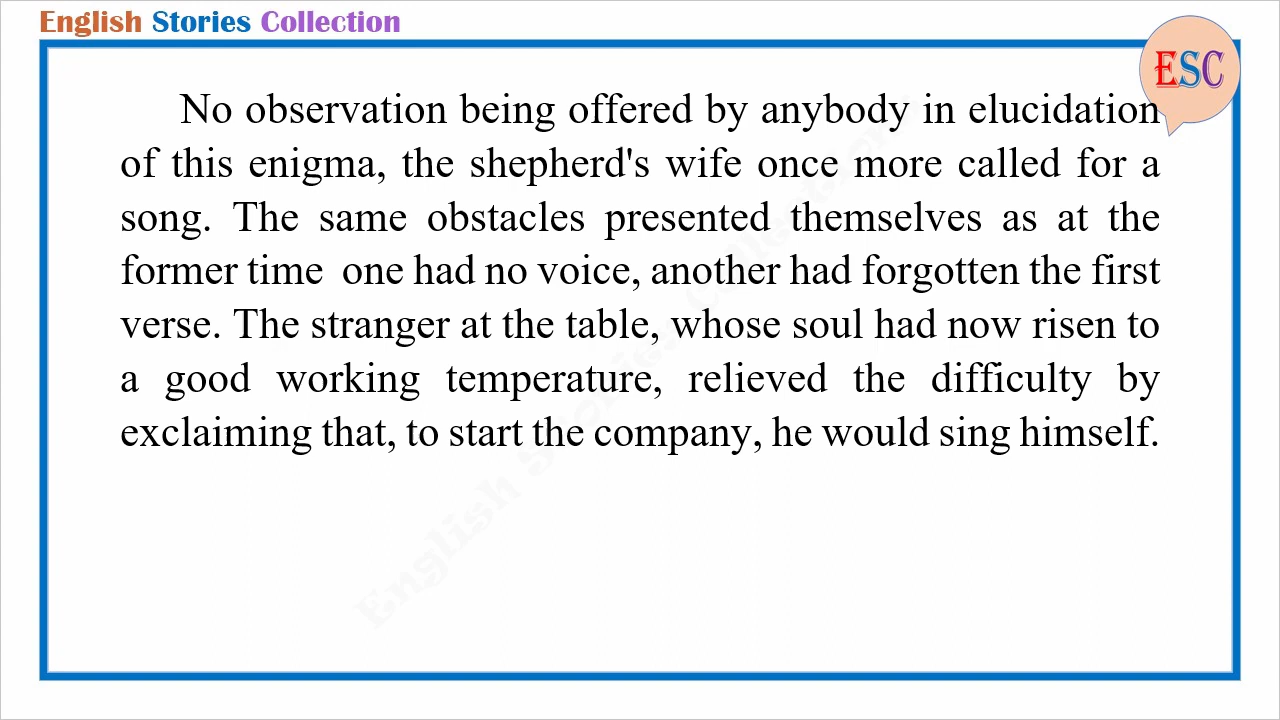 English Stories Collection
ESC
No observation being offered by anybody in elucidation
of this enigma, the shepherd's wife once more called for a
song. The same obstacles presented themselves as at the
former time  one had no voice, another had forgotten the first
verse. The stranger at the table, whose soul had now risen to
a good working temperature, relieved the difficulty by
exclaiming that, to start the company, he would sing himself.
English Stories Collections